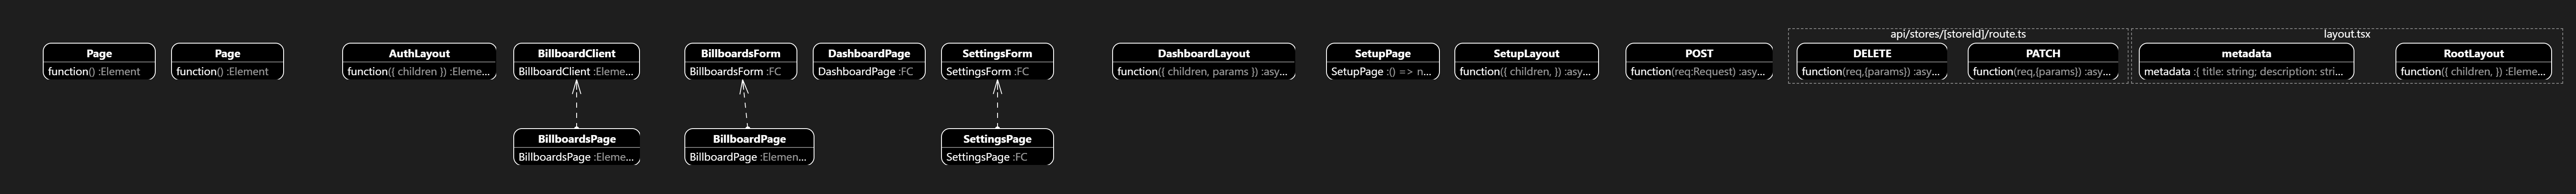 api/stores/[storeId]/route.ts
layout.tsx
Page
function() :Element
Page
function() :Element
AuthLayout
function({ children }) :Eleme...
BillboardClient
BillboardClient :Eleme...
BillboardsForm
BillboardsForm :FC
DashboardPage
DashboardPage :FC
SettingsForm
SettingsForm :FC
DashboardLayout
function({ children, params }) :asy...
SetupPage
SetupPage :() => n...
SetupLayout
function({ children, }) :asy...
POST
function(req:Request) :asy...
DELETE
function(req,{params}) :asy...
PATCH
function(req,{params}) :asy...
metadata
metadata :{ title: string; description: stri...
RootLayout
function({ children, }) :Eleme...
BillboardsPage
BillboardsPage :Eleme...
BillboardPage
BillboardPage :Elemen...
SettingsPage
SettingsPage :FC